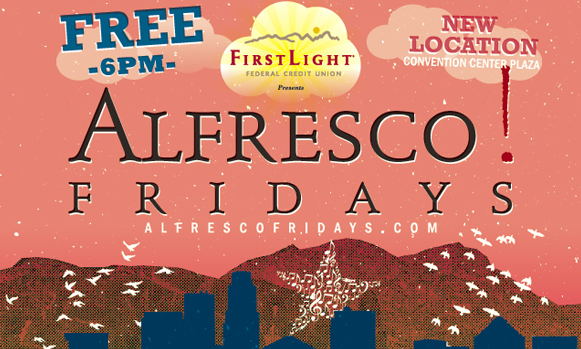 FREE
-6PM-
FIRSTLIGHT
FEDERAL CREDIT UNION
Presents
NEW
LOCATION
CONVENTION CENTER PLAZA
ALFRESCO!
FRIDAYS
ALFRESCOFRIDAYS.COM